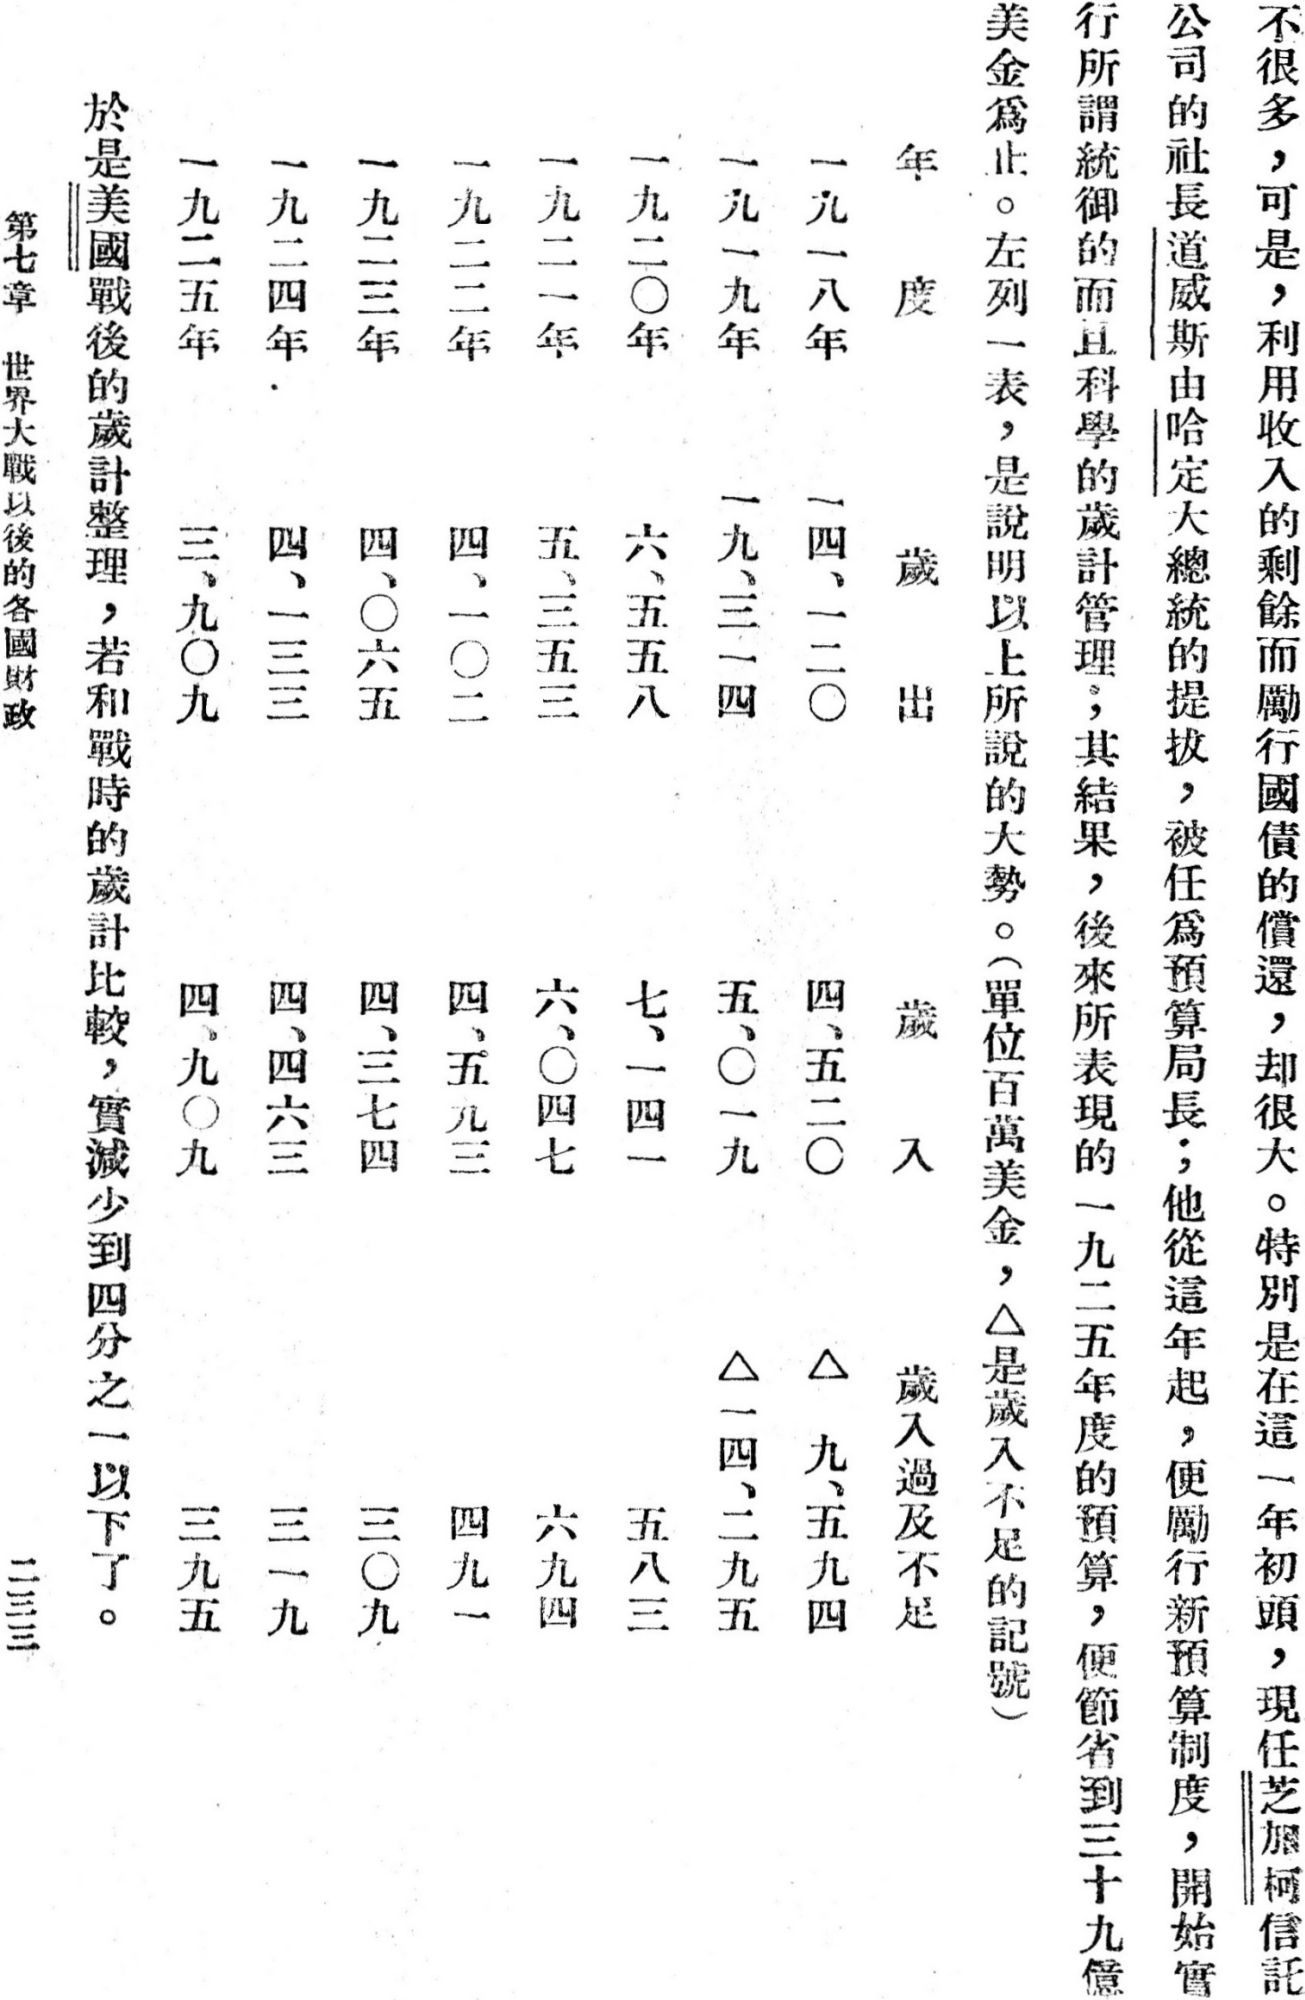 不很多，可是，利用收入的剩餘而勵行國債的償還，却很大。特別是在這一年初頭，現任芝加柯信託
公司的社長道威斯由哈定大總統的提拔，被任爲預算局長；他從這年起，便勵行新預算制度，開始實
行所謂統御的而且科學的歲計管理；其結果，後來所表現的一九二五年度的預算，便節省到三十九億
美金爲止。左列一表，是說明以上所說的大勢。（單位百萬美金，△是歲入不足的記號）
年度 歲出 歲入 歲入過及不足
一九一八年 一四、一二〇 四、五二〇 △ 九、五九四
一九一九年 一九、三一四 五、〇一九 △一四、二九五
一九二〇年 六、五五八 七、一四一 五八三
一九二一年 五、三五三 六、〇四七 六九四
一九二二年 四、一〇二 四、五九三 四九一
一九二三年 四、〇六五 四、三七四 三〇九
一九二四年 四、一三三 四、四六三 三一九
一九二五年 三、九〇九 四、九〇九 三九五
於是美國戰後的歲計整理，若和戰時的歲計比較，實減少到四分之一以下了。
第七章 世界大戰以後的各國財政 二三三